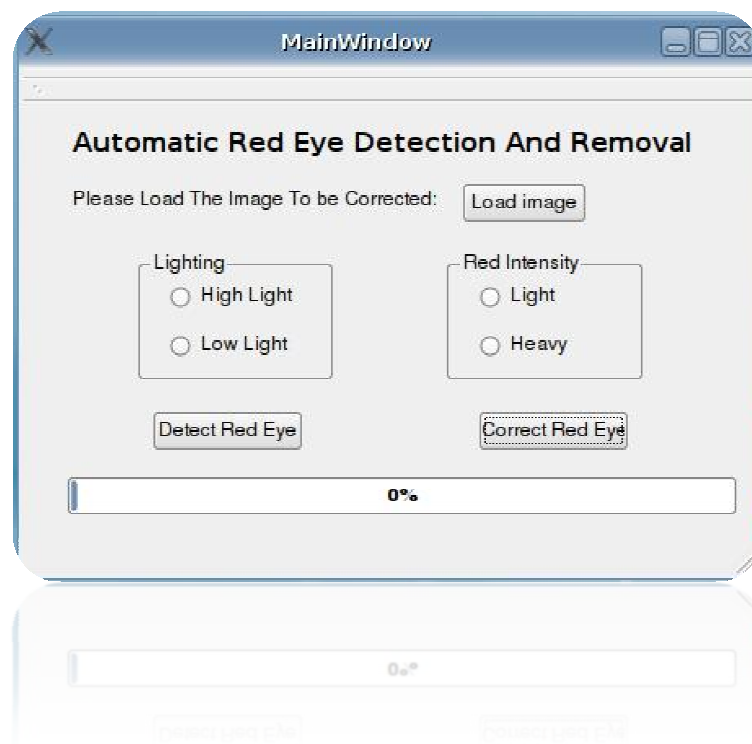 MainWindow
Automatic Red Eye Detection And Removal
Please Load The Image To be Corrected: Load image
Lighting Red Intensity
High Light Light
Low Light Heavy
Detect Red Eye Correct Red Eye
0%